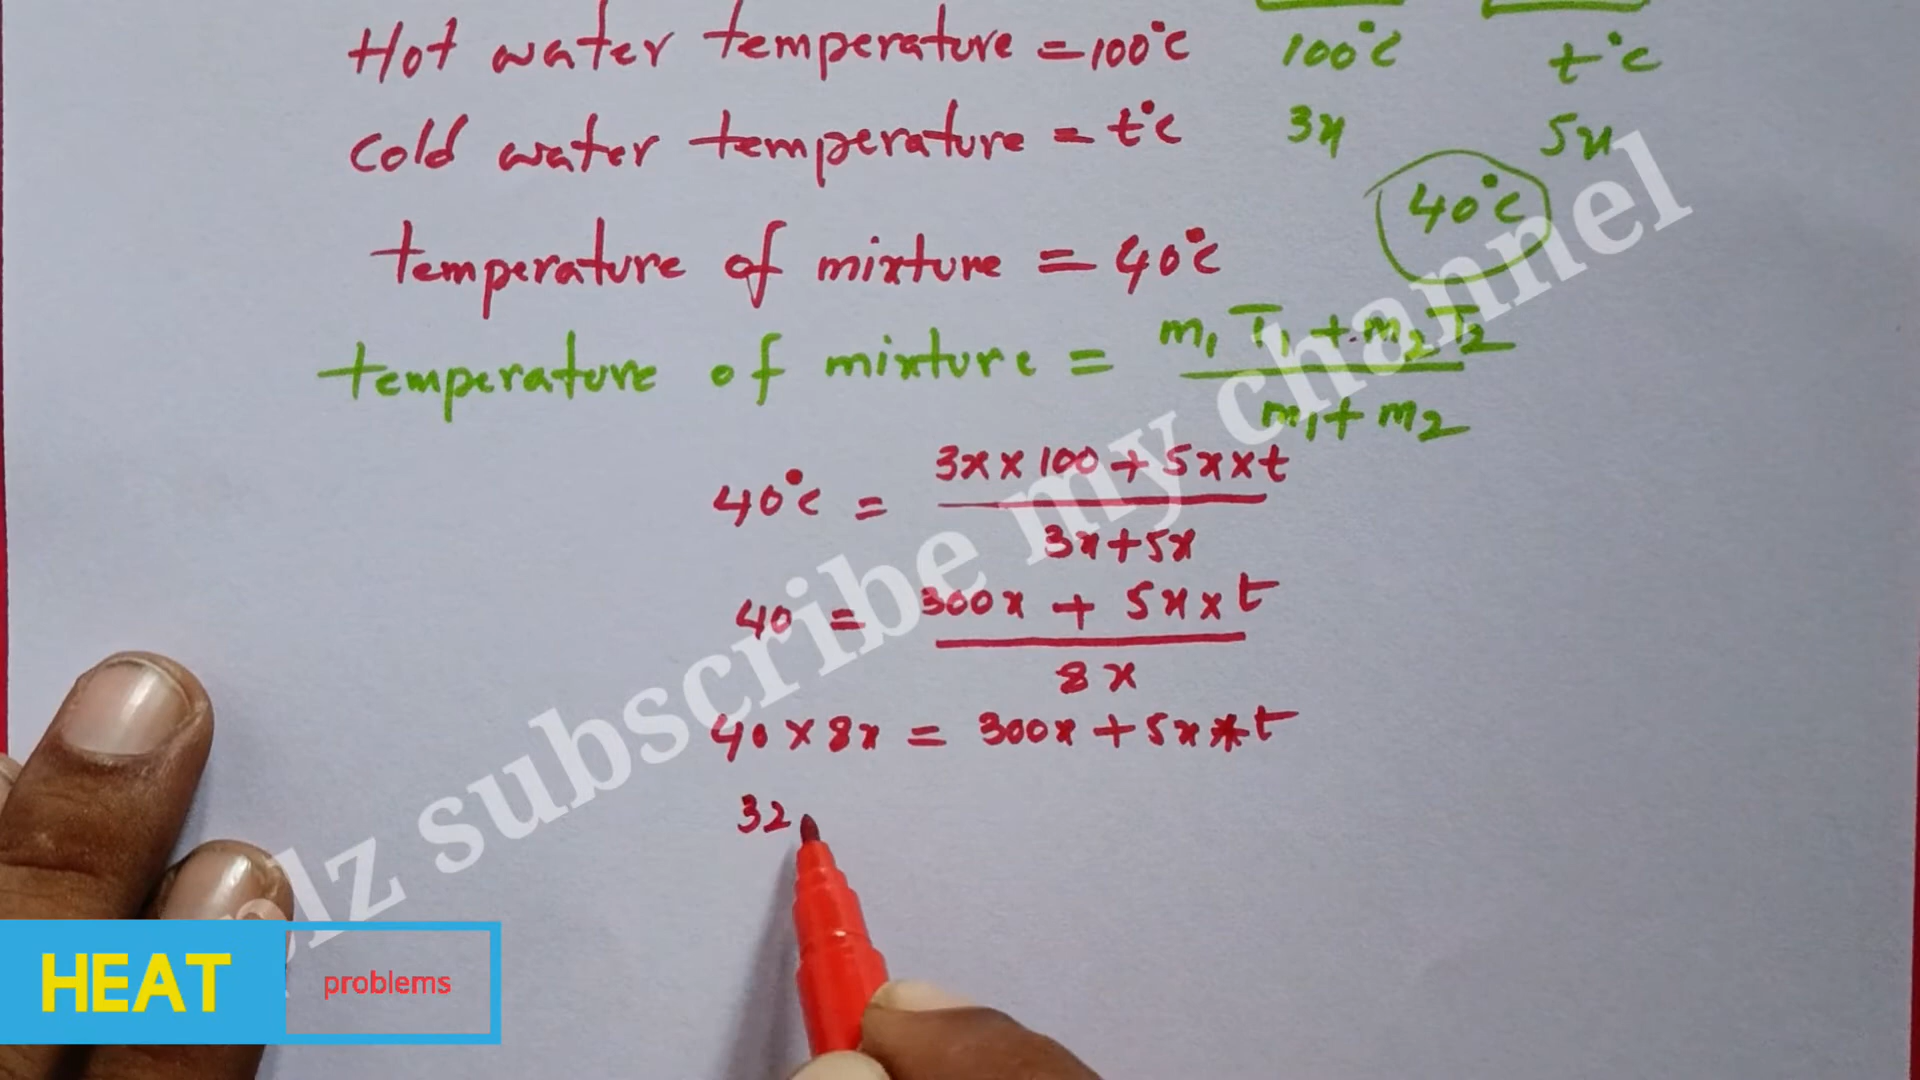 Hot water temperature = 100°c 100°c t°c
cold water temperature = t°c 3x 5x
40°c
temperature of mixture = 40°c
temperature of mixture = m₁T₁ + m₂T₂ / m₁ + m₂
40°c = 3x × 100 + 5x × t / 3x + 5x
40 = 300x + 5x × t / 8x
40 × 8x = 300x + 5x * t
32
lz subscribe my channel
HEAT problems